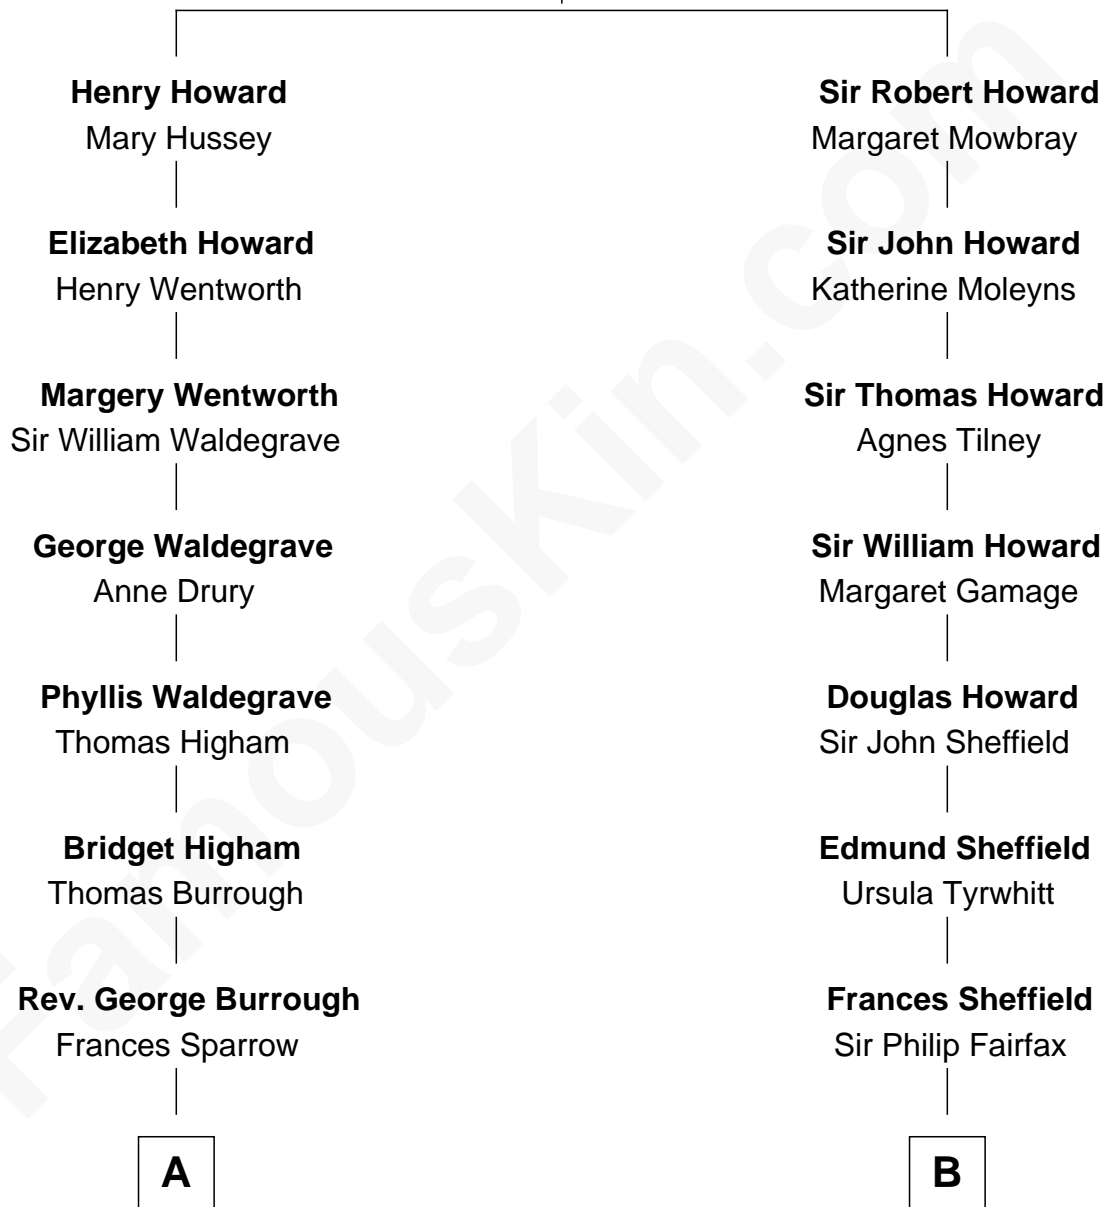 Henry Howard
Mary Hussey
Elizabeth Howard
Henry Wentworth
Margery Wentworth
Sir William Waldegrave
George Waldegrave
Anne Drury
Phyllis Waldegrave
Thomas Higham
Bridget Higham
Thomas Burrough
Rev. George Burrough
Frances Sparrow
A
Sir Robert Howard
Margaret Mowbray
Sir John Howard
Katherine Moleyns
Sir Thomas Howard
Agnes Tilney
Sir William Howard
Margaret Gamage
Douglas Howard
Sir John Sheffield
Edmund Sheffield
Ursula Tyrwhitt
Frances Sheffield
Sir Philip Fairfax
B
FamousKin.com